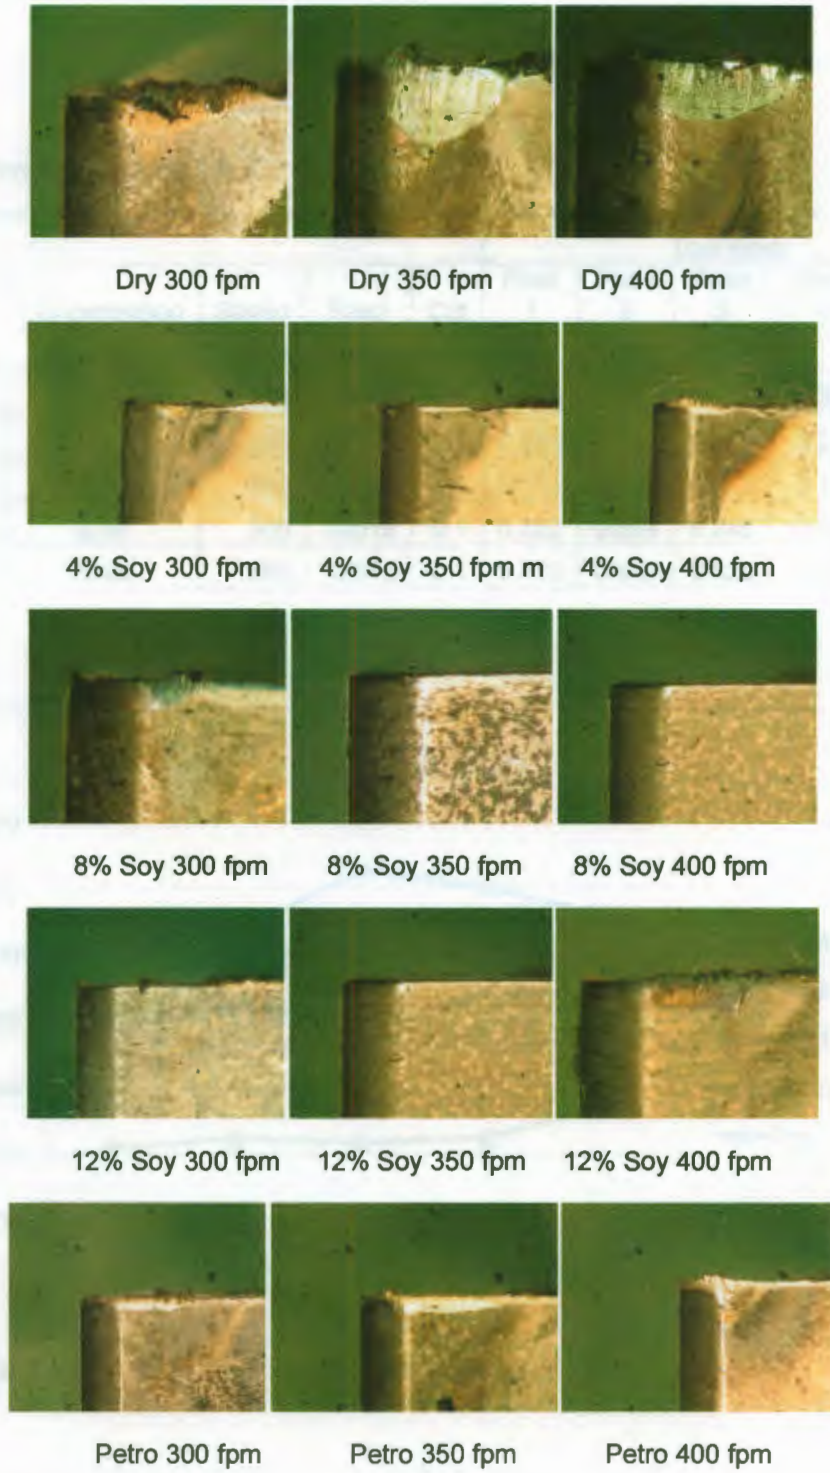 Dry 300 fpm Dry 350 fpm Dry 400 fpm
4% Soy 300 fpm 4% Soy 350 fpm m 4% Soy 400 fpm
8% Soy 300 fpm 8% Soy 350 fpm 8% Soy 400 fpm
12% Soy 300 fpm 12% Soy 350 fpm 12% Soy 400 fpm
Petro 300 fpm Petro 350 fpm Petro 400 fpm